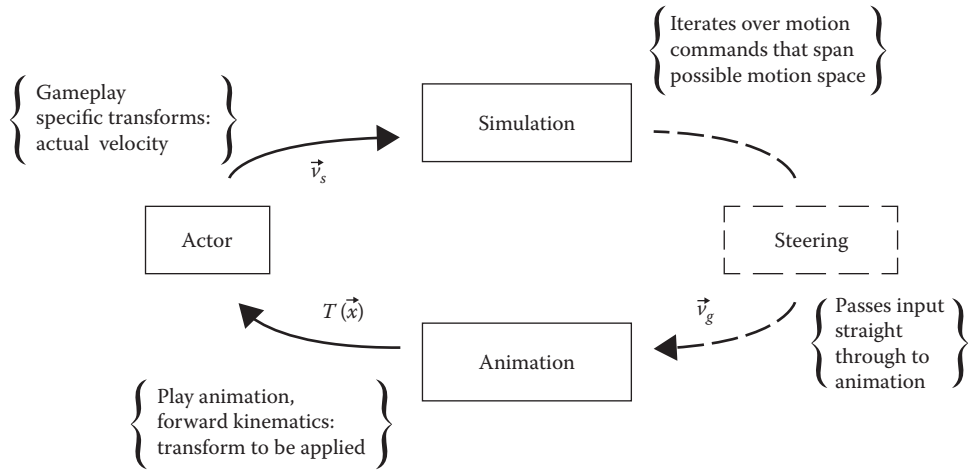 Iterates over motion
commands that span
possible motion space
Gameplay
specific transforms:
actual velocity
Simulation
v⃗s
Actor
Steering
T (x⃗)
v⃗g
Passes input
straight
through to
animation
Animation
Play animation,
forward kinematics:
transform to be applied